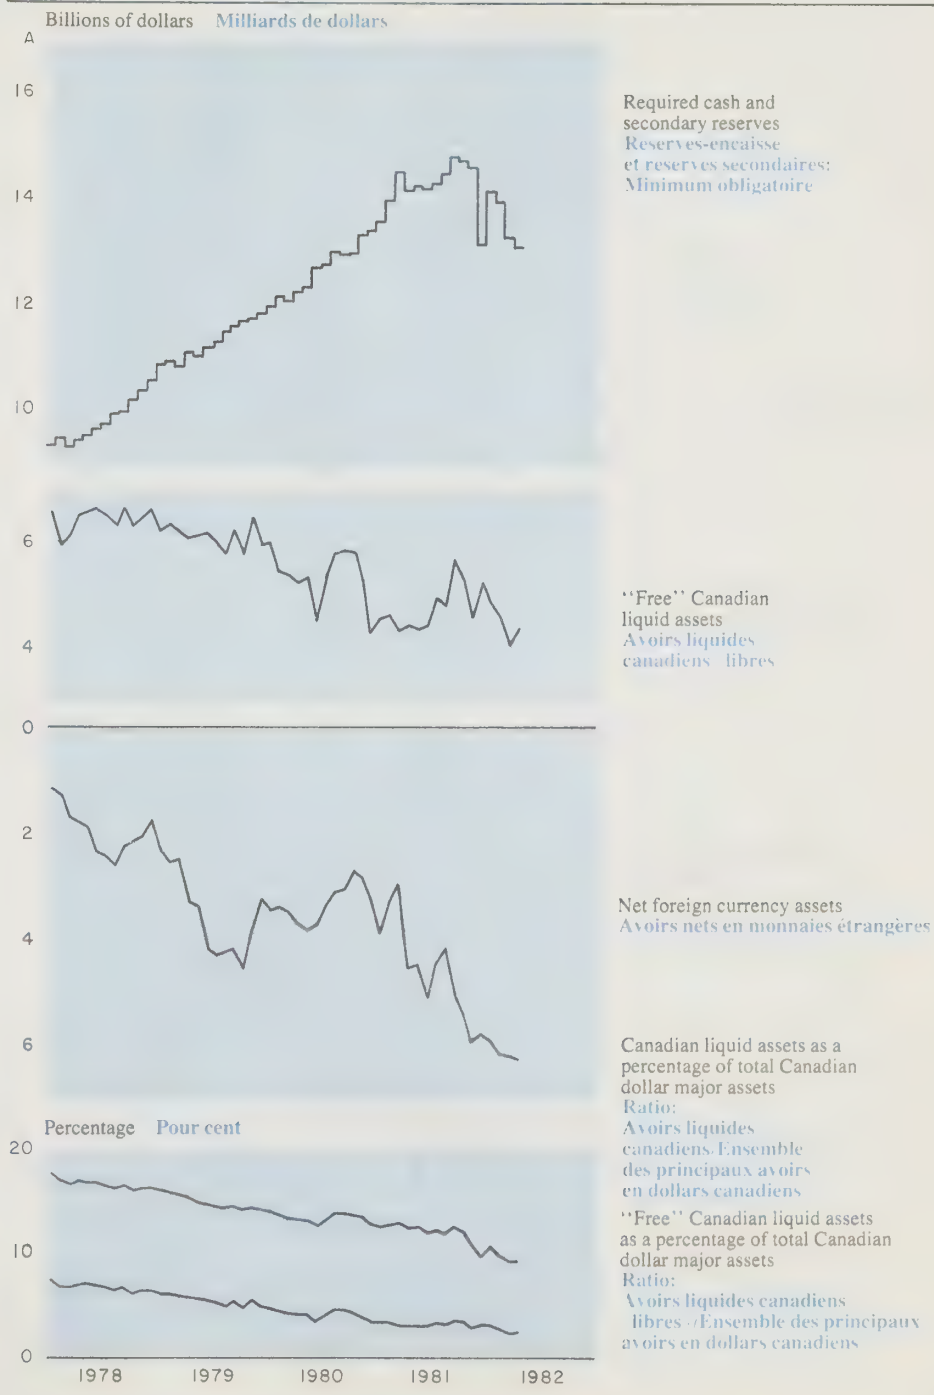 Billions of dollars Milliards de dollars
A
16
14
12
10
Required cash and
secondary reserves
Reserves-encaisse
et reserves secondaires:
Minimum obligatoire
6
4
"Free" Canadian
liquid assets
Avoirs liquides
canadiens libres
0
2
4
6
Net foreign currency assets
Avoirs nets en monnaies étrangères
Canadian liquid assets as a
percentage of total Canadian
dollar major assets
Ratio:
Avoirs liquides
canadiens/Ensemble
des principaux avoirs
en dollars canadiens
Percentage Pour cent
20
10
0
"Free" Canadian liquid assets
as a percentage of total Canadian
dollar major assets
Ratio:
Avoirs liquides canadiens
libres /Ensemble des principaux
avoirs en dollars canadiens
1978 1979 1980 1981 1982